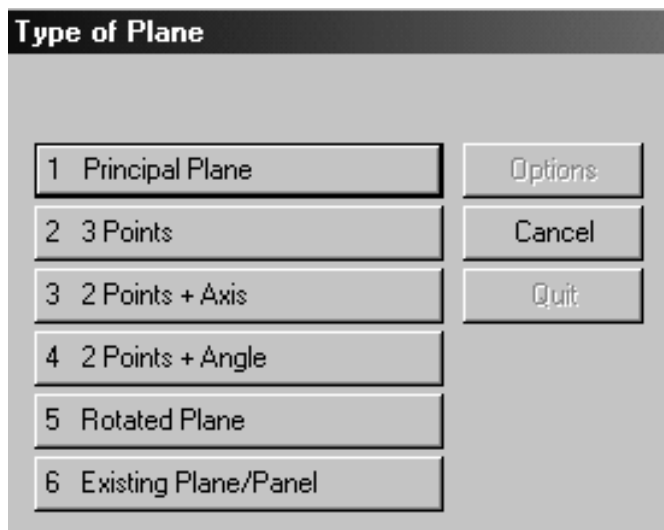 Type of Plane
1 Principal Plane
Options
2 3 Points
Cancel
3 2 Points + Axis
Quit
4 2 Points + Angle
5 Rotated Plane
6 Existing Plane/Panel